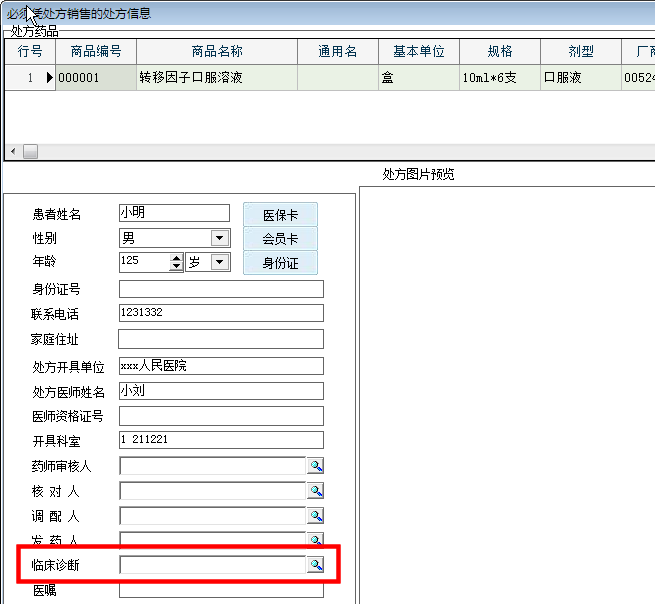 必须凭处方销售的处方信息
处方药品
行号 商品编号 商品名称 通用名 基本单位 规格 剂型
1 000001 转移因子口服溶液 盒 10ml*6支 口服液 00524
处方图片预览
患者姓名 小明 医保卡
性别 男 会员卡
年龄 125 岁 身份证
身份证号
联系电话 1231332
家庭住址
处方开具单位 xxx人民医院
处方医师姓名 小刘
医师资格证号
开具科室 1 211221
药师审核人
核 对 人
调 配 人
发 药 人
临床诊断
医嘱